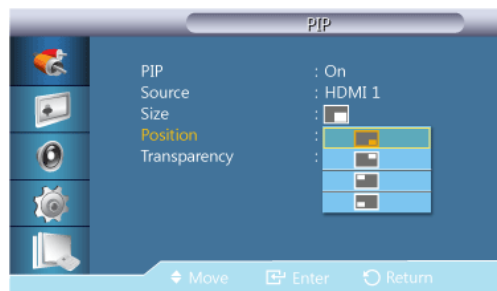 PIP
PIP : On
Source : HDMI 1
Size :
Position :
Transparency :
Move Enter Return